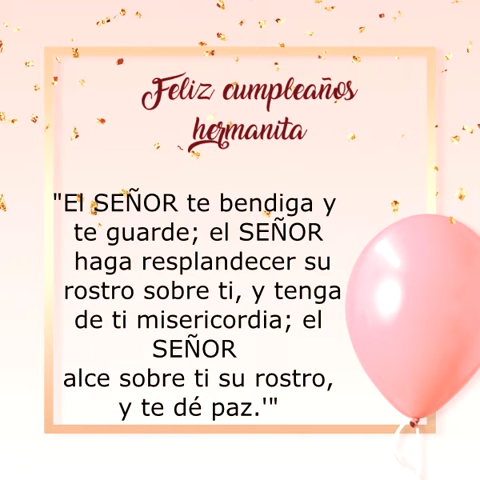 Feliz cumpleaños
hermanita
"El SEÑOR te bendiga y
te guarde; el SEÑOR
haga resplandecer su
rostro sobre ti, y tenga
de ti misericordia; el
SEÑOR
alce sobre ti su rostro,
y te dé paz.'"